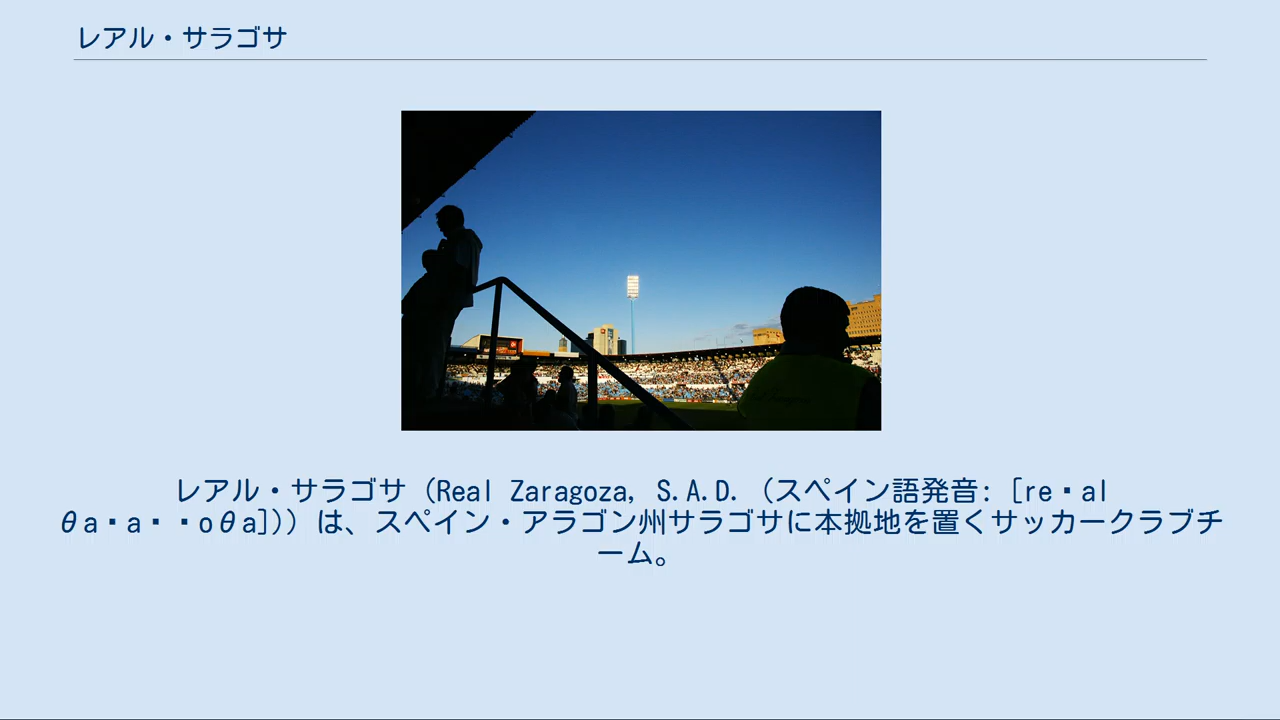 レアル・サラゴサ
レアル・サラゴサ（Real Zaragoza, S.A.D.（スペイン語発音: [re▪al
θa▪a▪▪oθa]））は、スペイン・アラゴン州サラゴサに本拠地を置くサッカークラブチ
ーム。